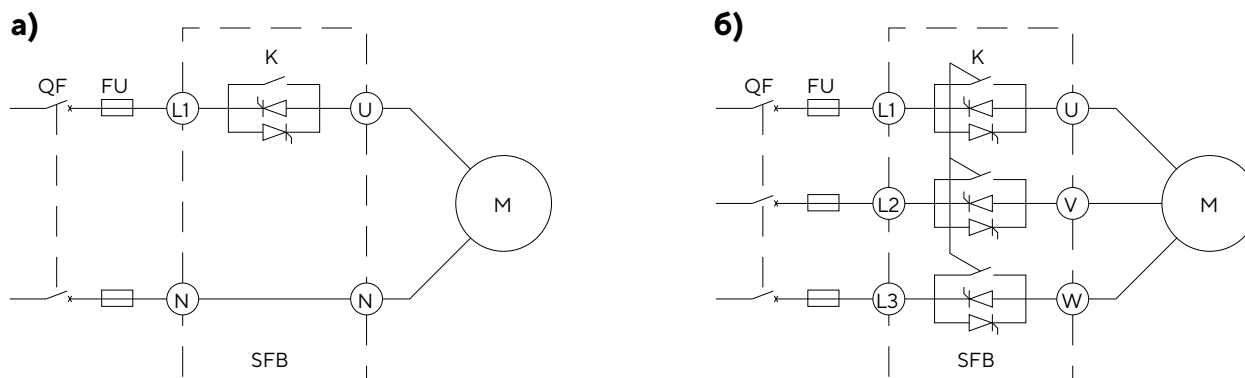 а)
K
QF FU
L1 U
M
N N
SFB
б)
K
QF FU
L1 U
L2 V M
L3 W
SFB